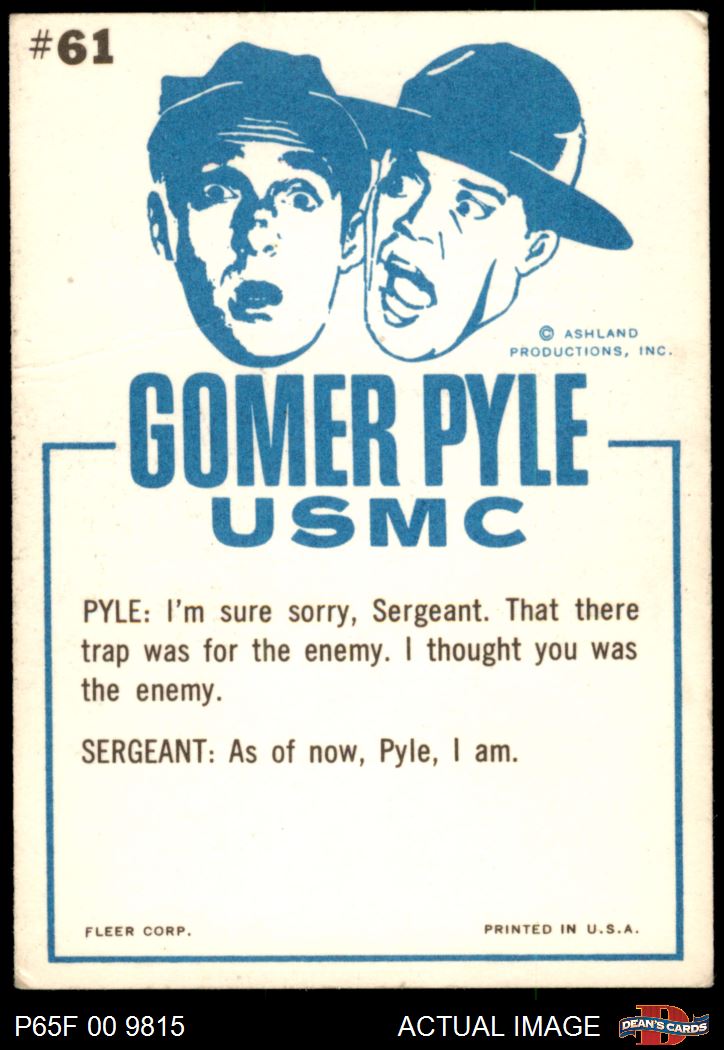 #61
© ASHLAND
PRODUCTIONS, INC.
GOMER PYLE
USMC
PYLE: I'm sure sorry, Sergeant. That there
trap was for the enemy. I thought you was
the enemy.
SERGEANT: As of now, Pyle, I am.
FLEER CORP. PRINTED IN U.S.A.
P65F 00 9815 ACTUAL IMAGE D DEAN'S CARDS